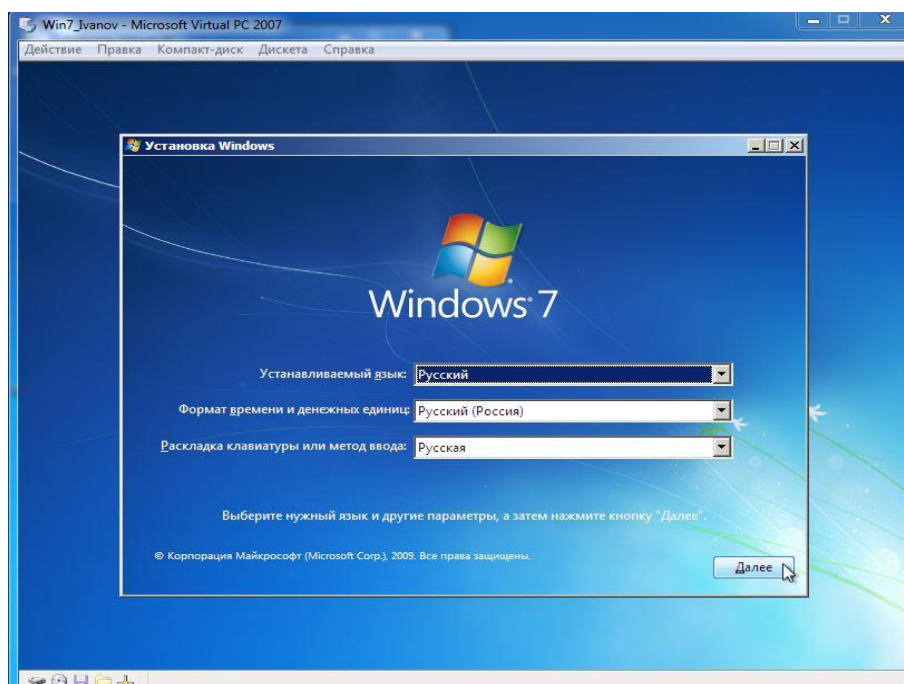 Win7_Ivanov - Microsoft Virtual PC 2007
Действие Правка Компакт-диск Дискета Справка
Установка Windows
Windows 7
Устанавливаемый язык: Русский
Формат времени и денежных единиц: Русский (Россия)
Раскладка клавиатуры или метод ввода: Русская
Выберите нужный язык и другие параметры, а затем нажмите кнопку "Далее".
© Корпорация Майкрософт (Microsoft Corp.), 2009. Все права защищены.
Далее